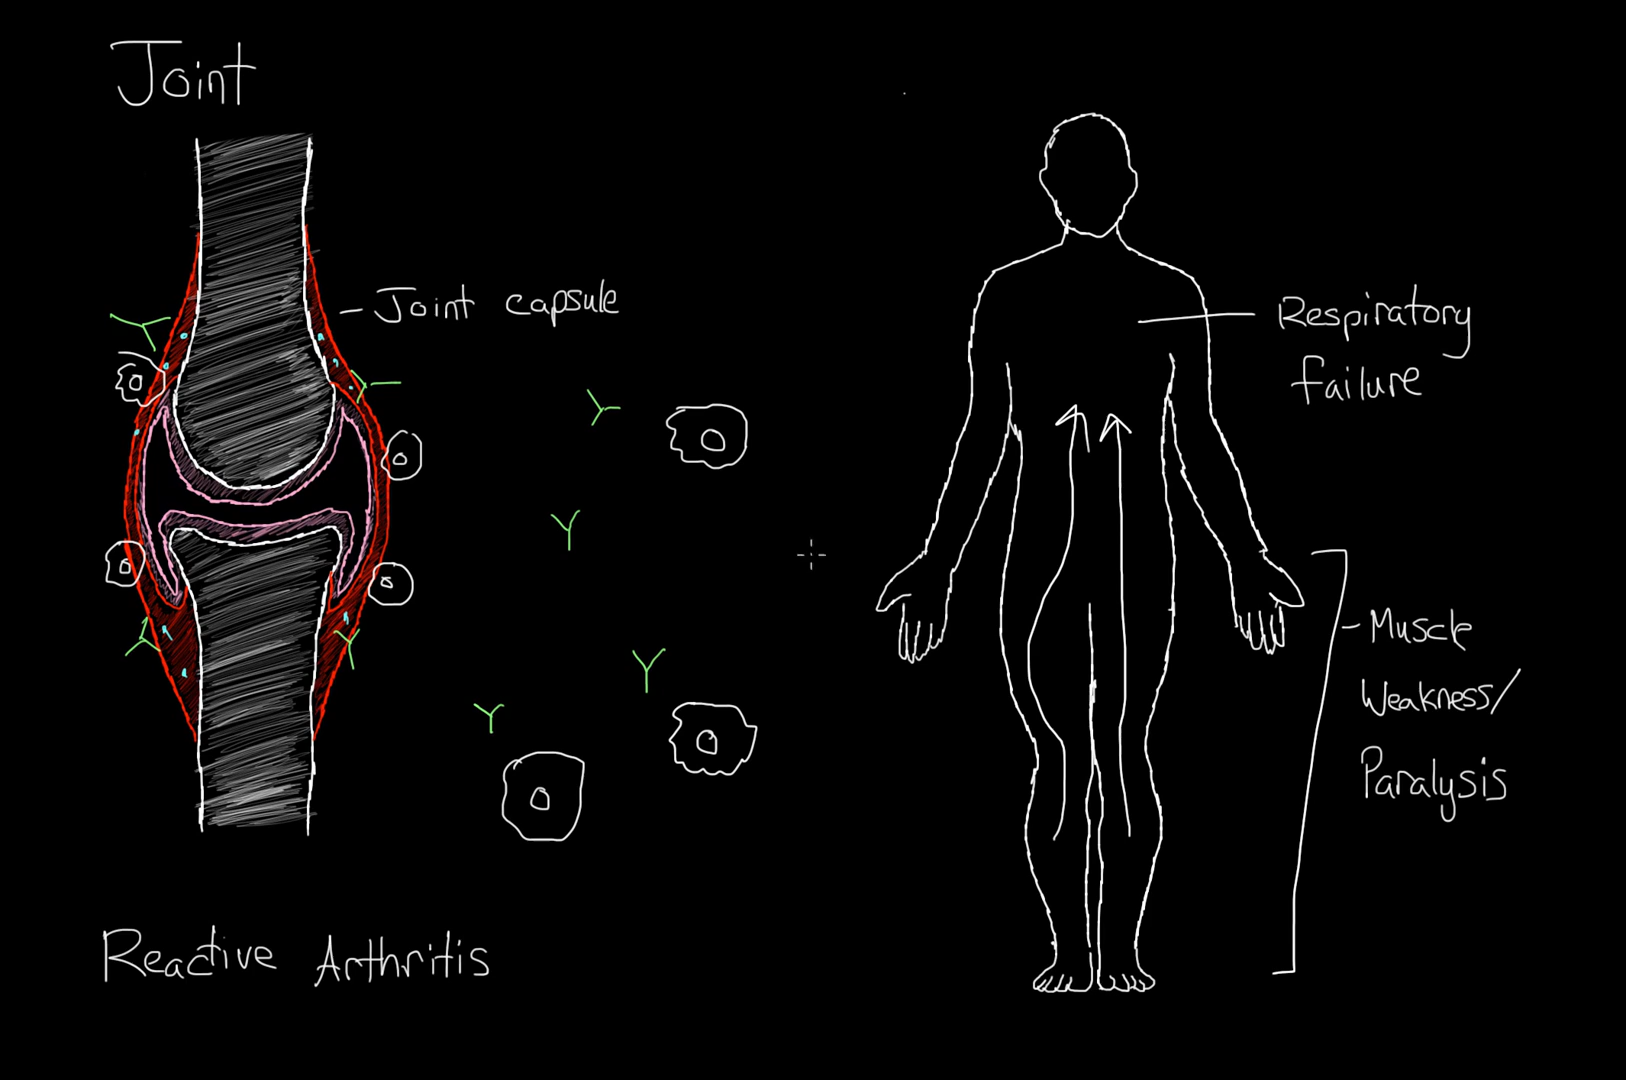 Joint
Joint capsule
Respiratory
failure
Muscle
Weakness/
Paralysis
Reactive Arthritis